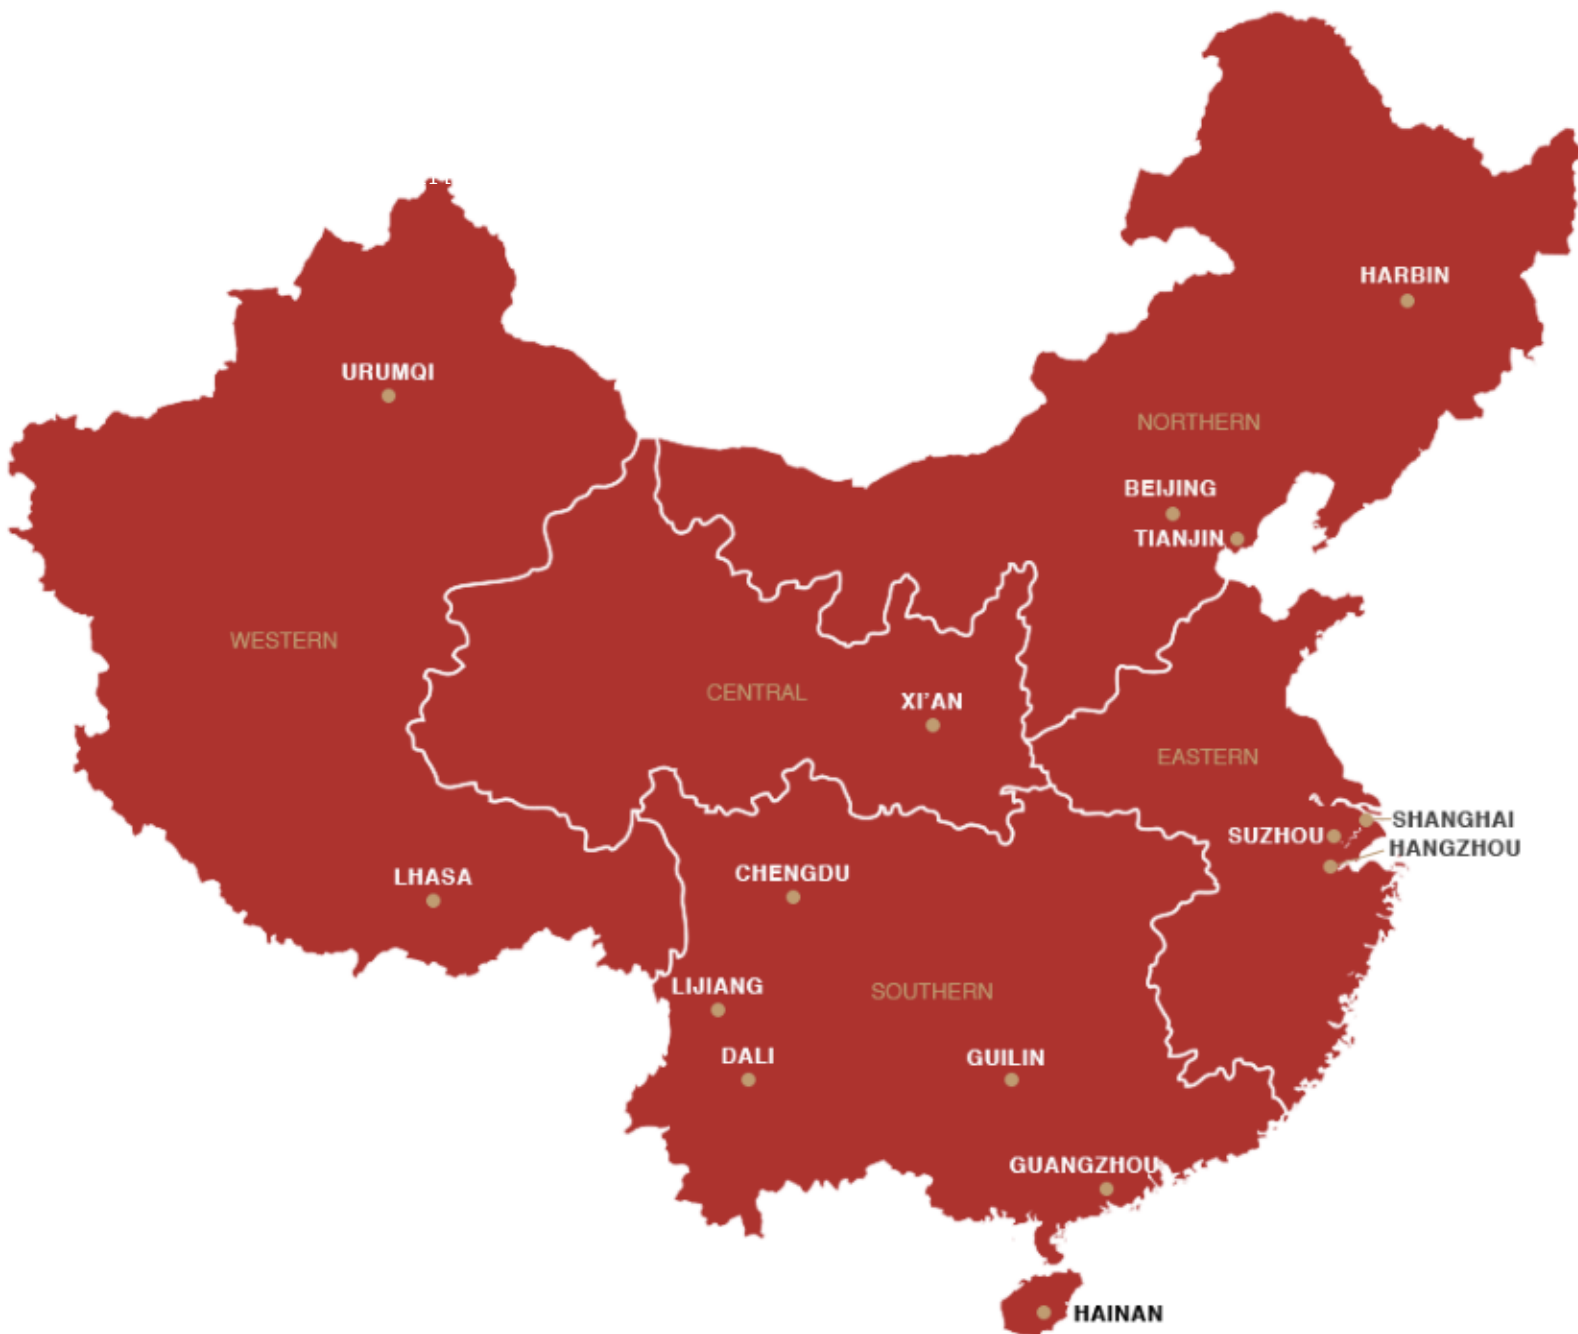 HARBIN
URUMQI
NORTHERN
BEIJING
TIANJIN
WESTERN
CENTRAL
XI'AN
EASTERN
SHANGHAI
SUZHOU
HANGZHOU
LHASA
CHENGDU
LIJIANG
SOUTHERN
DALI
GUILIN
GUANGZHOU
HAINAN